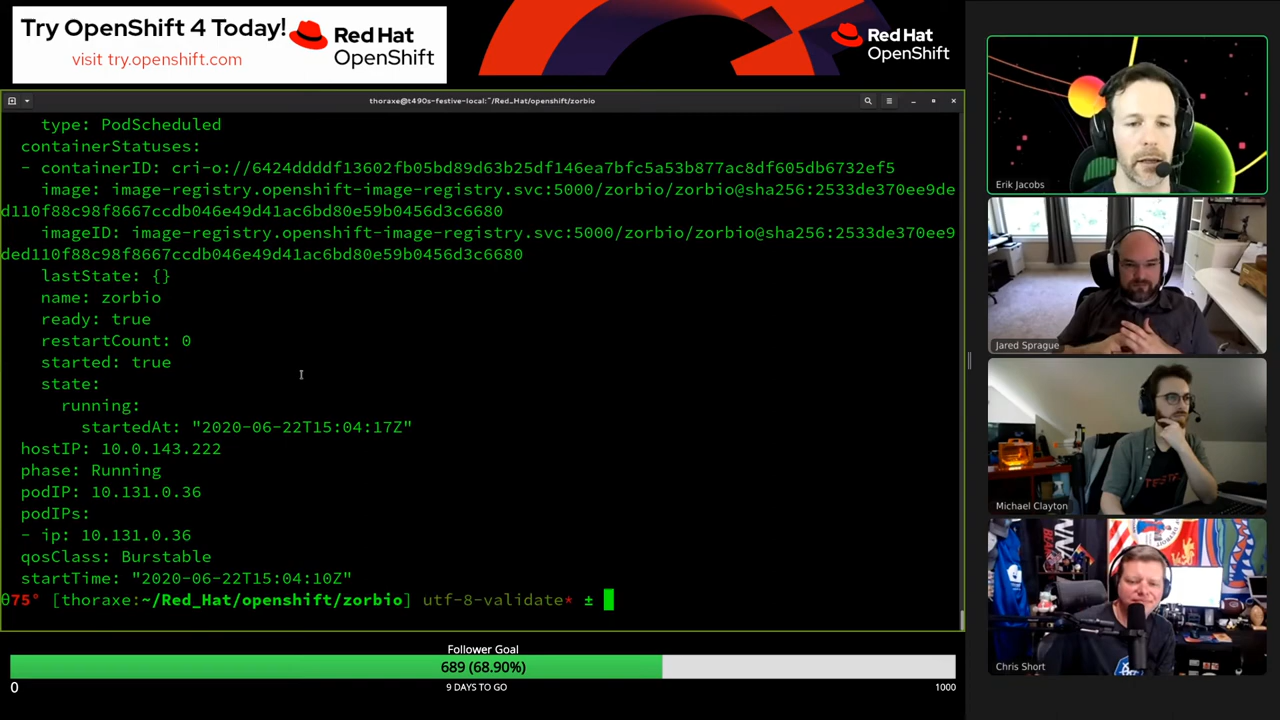 Try OpenShift 4 Today!
visit try.openshift.com
Red Hat
OpenShift
Red Hat
OpenShift
thoraxe@t490s-festive-local:~/Red_Hat/openshift/zorbio
type: PodScheduled
containerStatuses:
- containerID: cri-o://6424ddddf13602fb05bd89d63b25df146ea7bfc5a53b877ac8df605db6732ef5
image: image-registry.openshift-image-registry.svc:5000/zorbio/zorbio@sha256:2533de370ee9de
d110f88c98f8667ccdb046e49d41ac6bd80e59b0456d3c6680
imageID: image-registry.openshift-image-registry.svc:5000/zorbio/zorbio@sha256:2533de370ee9
ded110f88c98f8667ccdb046e49d41ac6bd80e59b0456d3c6680
lastState: {}
name: zorbio
ready: true
restartCount: 0
started: true
state:
running:
startedAt: "2020-06-22T15:04:17Z"
hostIP: 10.0.143.222
phase: Running
podIP: 10.131.0.36
podIPs:
- ip: 10.131.0.36
qosClass: Burstable
startTime: "2020-06-22T15:04:10Z"
75° [thoraxe:~/Red_Hat/openshift/zorbio] utf-8-validate* ±
Follower Goal
689 (68.90%)
0
9 DAYS TO GO
1000
Erik Jacobs
Jared Sprague
Michael Clayton
Chris Short